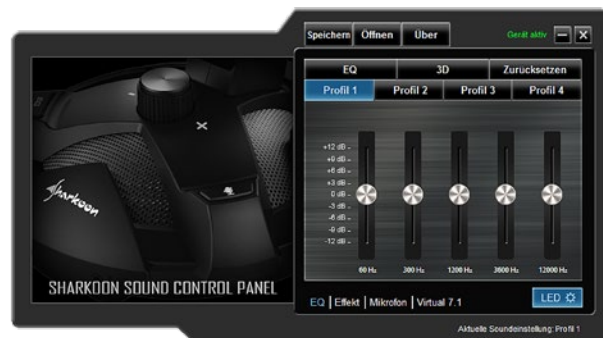 Speichern Öffnen Über Gerät aktiv
EQ 3D Zurücksetzen
Profil 1 Profil 2 Profil 3 Profil 4
+12 dB
+9 dB
+6 dB
+3 dB
0 dB
-3 dB
-6 dB
-9 dB
-12 dB
60 Hz 300 Hz 1200 Hz 3600 Hz 12000 Hz
Sharkoon
SHARKOON SOUND CONTROL PANEL
EQ | Effekt | Mikrofon | Virtual 7.1 LED
Aktuelle Soundeinstellung: Profil 1